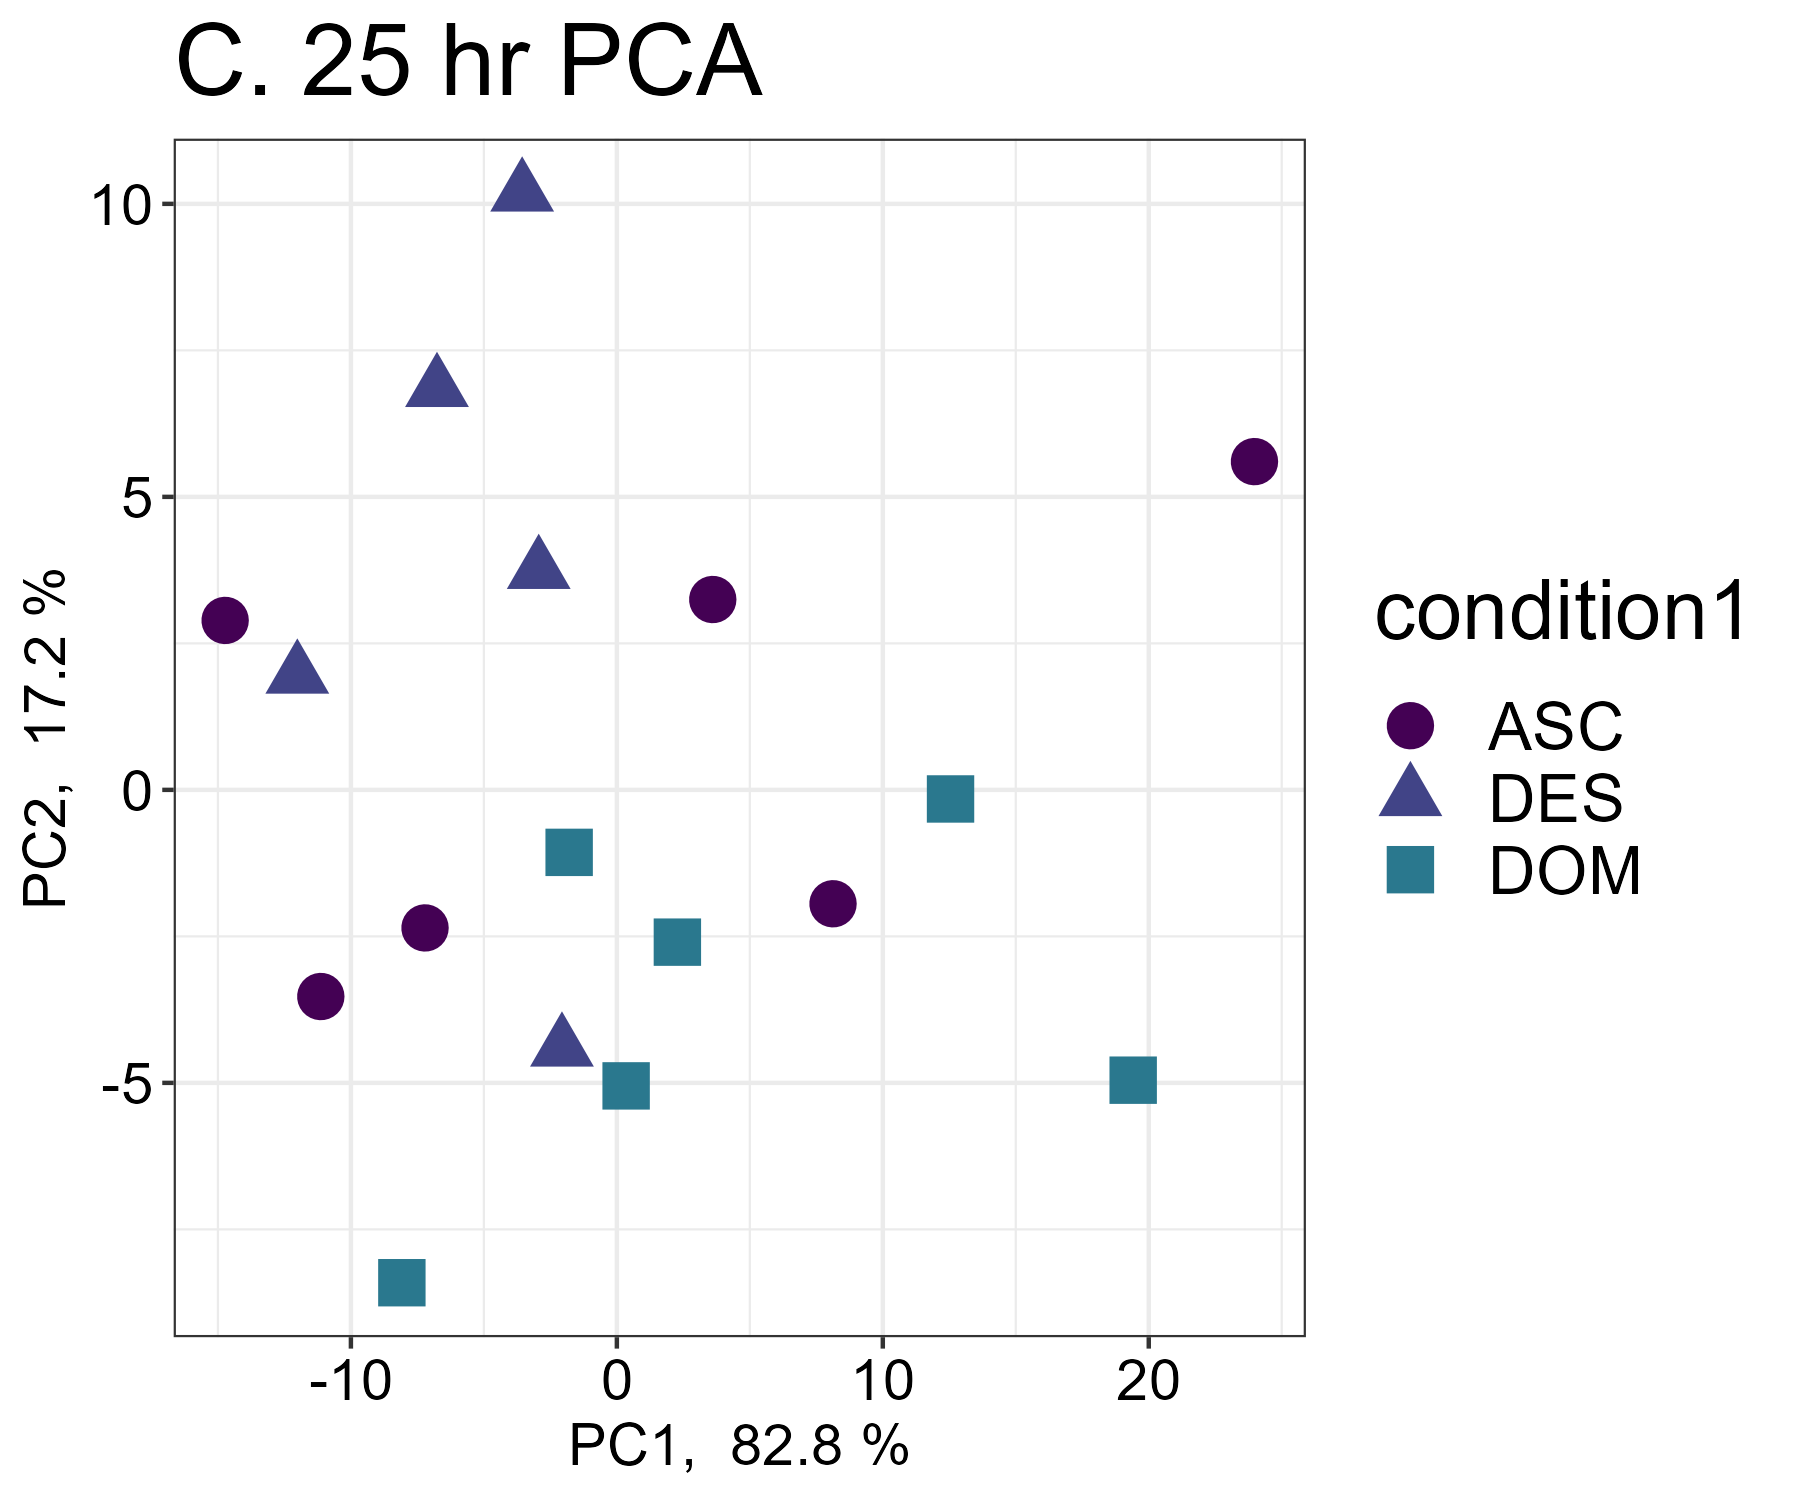 C. 25 hr PCA
10
5
0
-5
PC2, 17.2 %
-10 0 10 20
PC1, 82.8 %
condition1
ASC
DES
DOM